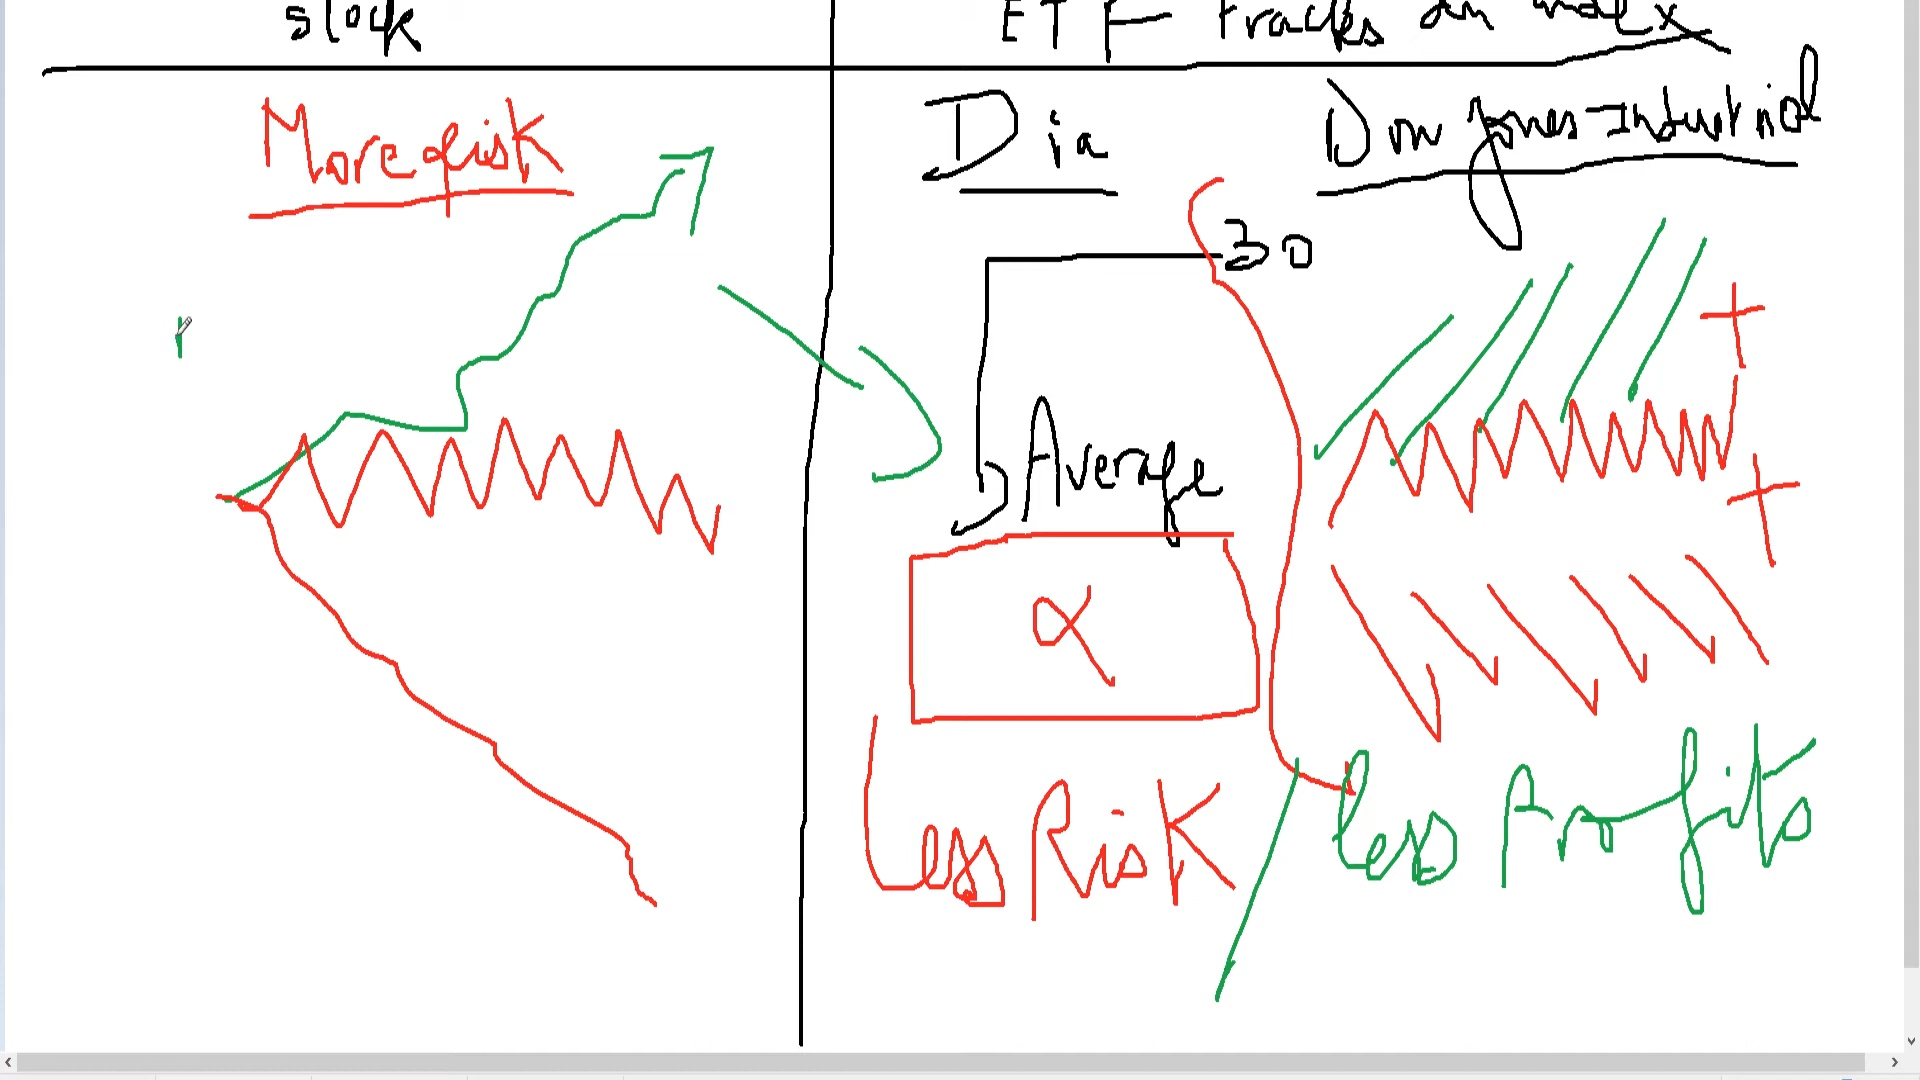 stock
ETF Tracks an index
More Risk
Dia Dow Jones Industrial
30
Average
α
Less Risk / Less Profits